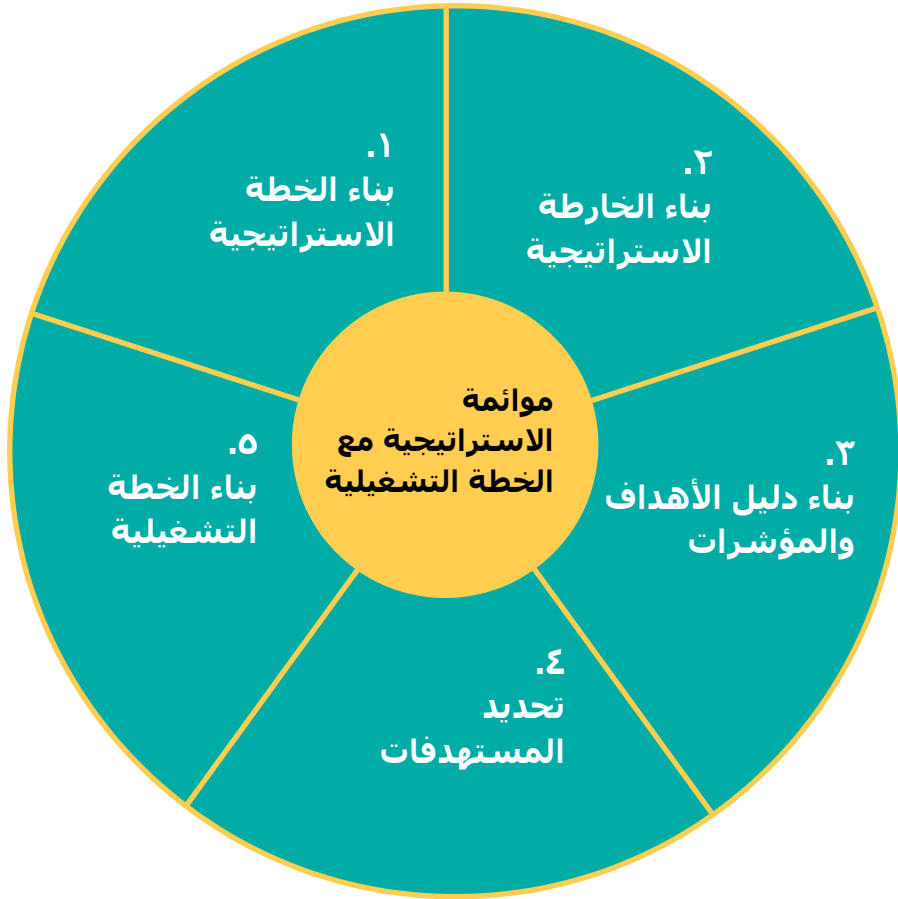 ١.
بناء الخطة
الاستراتيجية
٢.
بناء الخارطة
الاستراتيجية
٣.
بناء دليل الأهداف
والمؤشرات
٤.
تحديد
المستهدفات
٥.
بناء الخطة
التشغيلية
موائمة
الاستراتيجية مع
الخطة التشغيلية